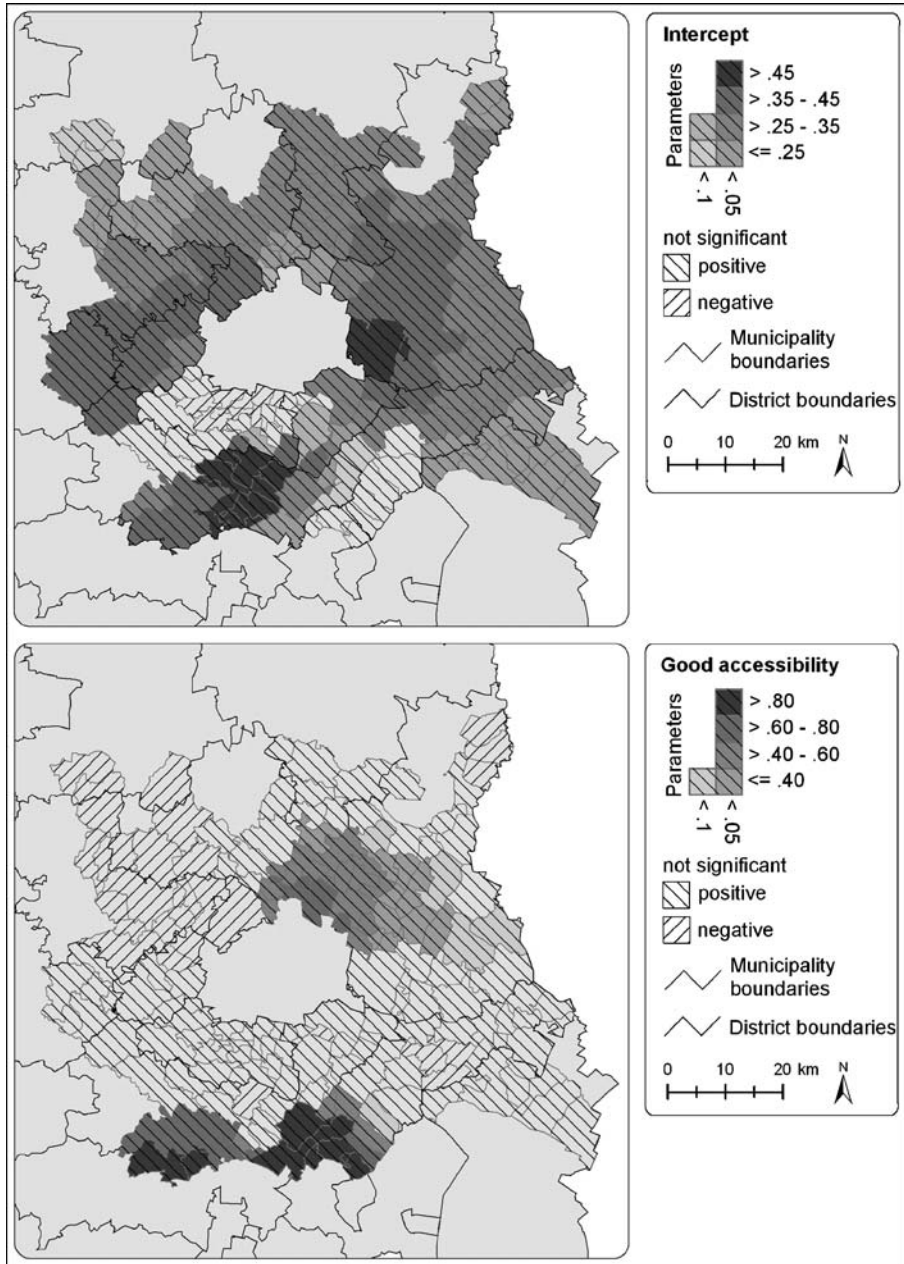 Intercept
Parameters
> .45
> .35 - .45
> .25 - .35
<= .25
< .1
< .05
not significant
positive
negative
Municipality
boundaries
District boundaries
0 10 20 km
N
Good accessibility
Parameters
> .80
> .60 - .80
> .40 - .60
<= .40
< .1
< .05
not significant
positive
negative
Municipality
boundaries
District boundaries
0 10 20 km
N